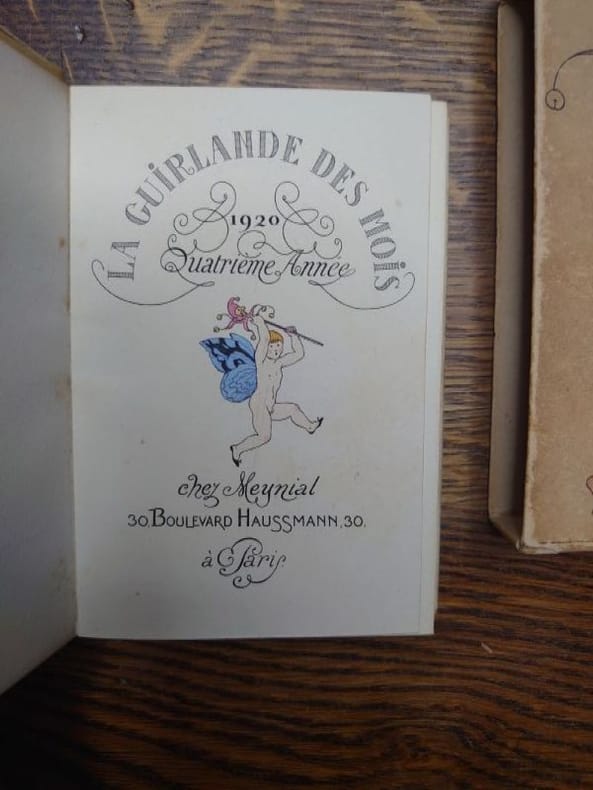 LA GUIRLANDE DES MOIS
1920
Quatrième Année
chez Meynial
30, BOULEVARD HAUSSMANN, 30.
à Paris.